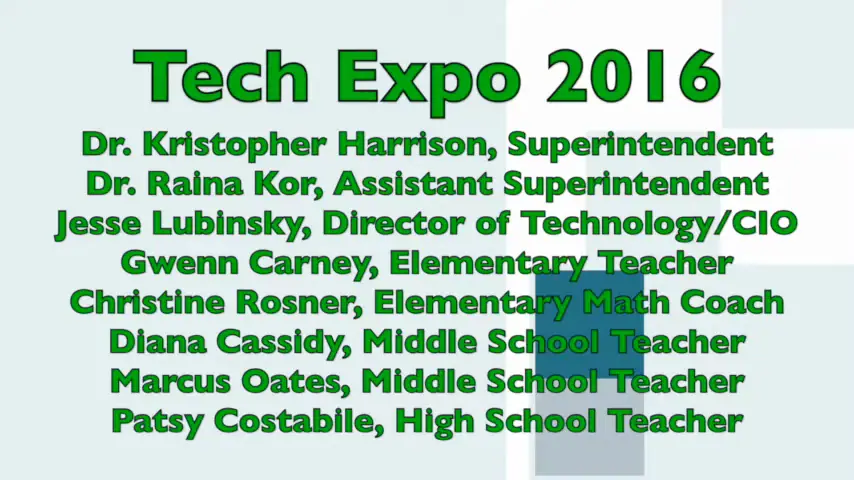 Tech Expo 2016
Dr. Kristopher Harrison, Superintendent
Dr. Raina Kor, Assistant Superintendent
Jesse Lubinsky, Director of Technology/CIO
Gwenn Carney, Elementary Teacher
Christine Rosner, Elementary Math Coach
Diana Cassidy, Middle School Teacher
Marcus Oates, Middle School Teacher
Patsy Costabile, High School Teacher